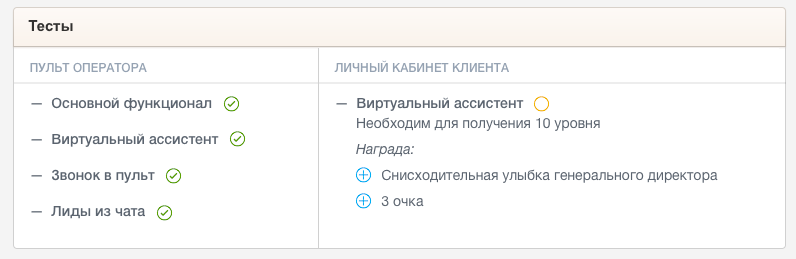 Тесты
ПУЛЬТ ОПЕРАТОРА
— Основной функционал
— Виртуальный ассистент
— Звонок в пульт
— Лиды из чата
ЛИЧНЫЙ КАБИНЕТ КЛИЕНТА
— Виртуальный ассистент
Необходим для получения 10 уровня
Награда:
Снисходительная улыбка генерального директора
3 очка